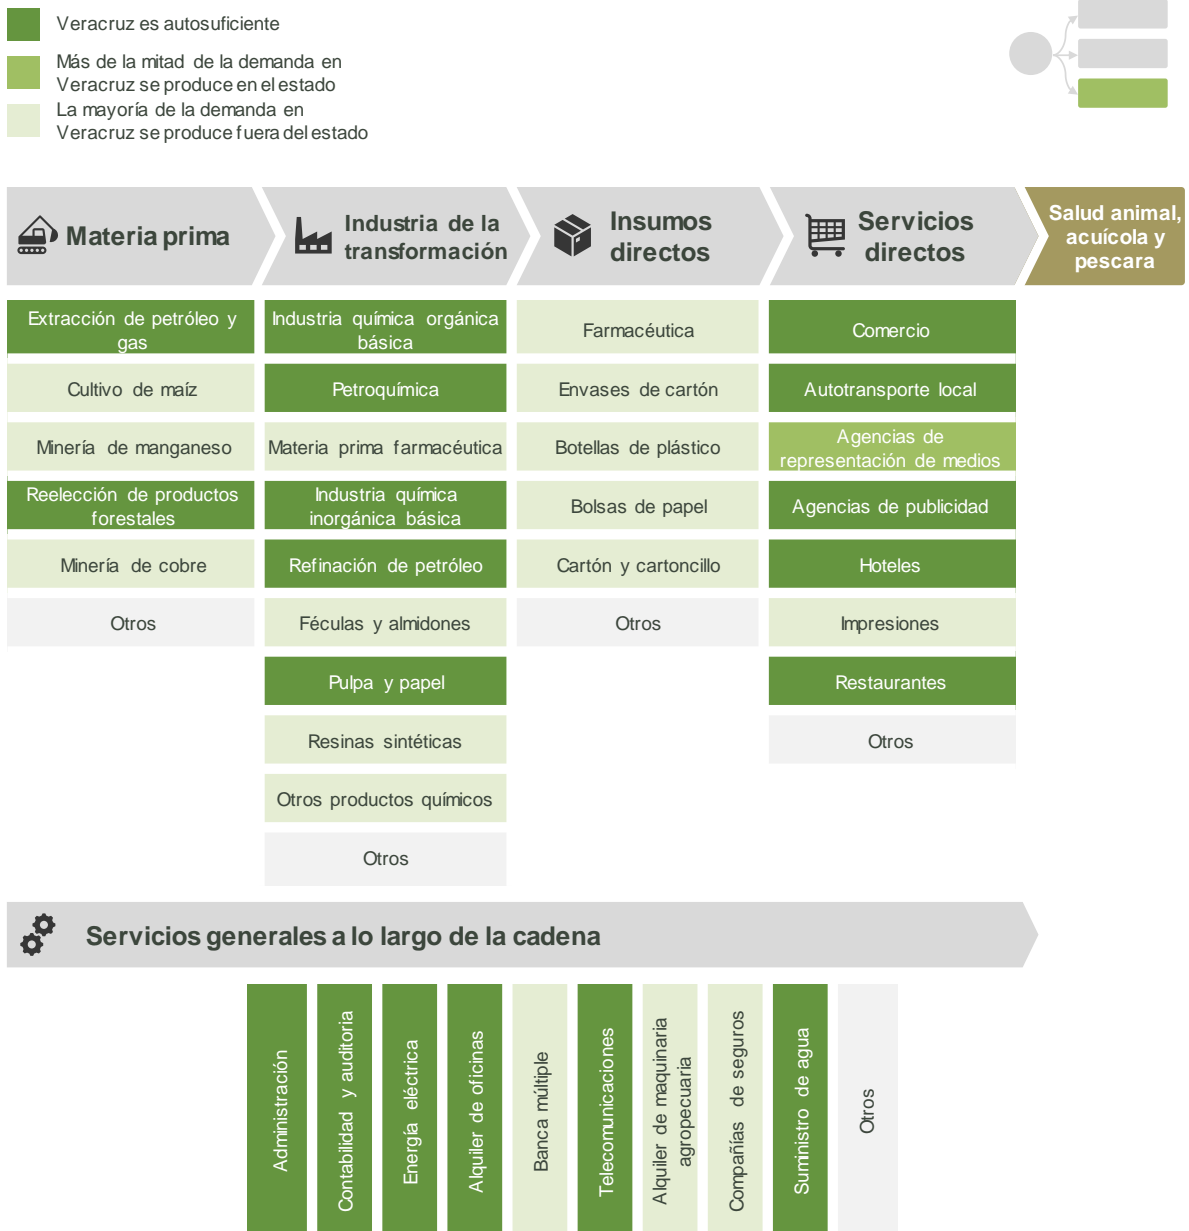 Veracruz es autosuficiente
Más de la mitad de la demanda en
Veracruz se produce en el estado
La mayoría de la demanda en
Veracruz se produce fuera del estado
Materia prima
Industria de la
transformación
Insumos
directos
Servicios
directos
Salud animal,
acuícola y
pescara
Extracción de petróleo y
gas
Cultivo de maíz
Minería de manganeso
Reelección de productos
forestales
Minería de cobre
Otros
Industria química orgánica
básica
Petroquímica
Materia prima farmacéutica
Industria química
inorgánica básica
Refinación de petróleo
Féculas y almidones
Pulpa y papel
Resinas sintéticas
Otros productos químicos
Otros
Farmacéutica
Envases de cartón
Botellas de plástico
Bolsas de papel
Cartón y cartoncillo
Otros
Comercio
Autotransporte local
Agencias de
representación de medios
Agencias de publicidad
Hoteles
Impresiones
Restaurantes
Otros
Servicios generales a lo largo de la cadena
Administración
Contabilidad y auditoria
Energía eléctrica
Alquiler de oficinas
Banca múltiple
Telecomunicaciones
Alquiler de maquinaria
agropecuaria
Compañías de seguros
Suministro de agua
Otros